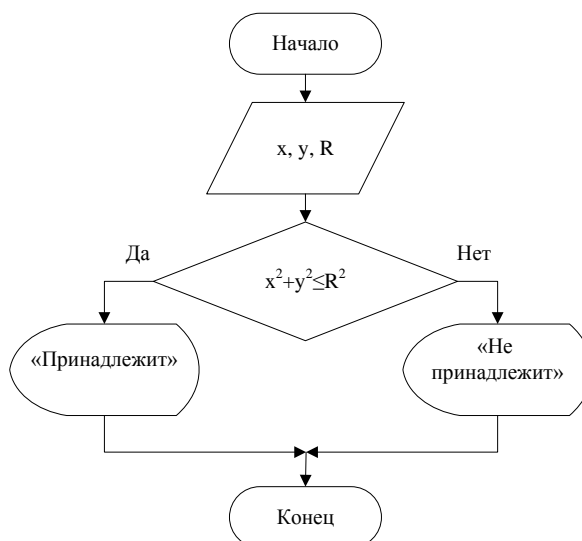 Начало
x, y, R
Да
Нет
x²+y²≤R²
«Принадлежит»
«Не
принадлежит»
Конец